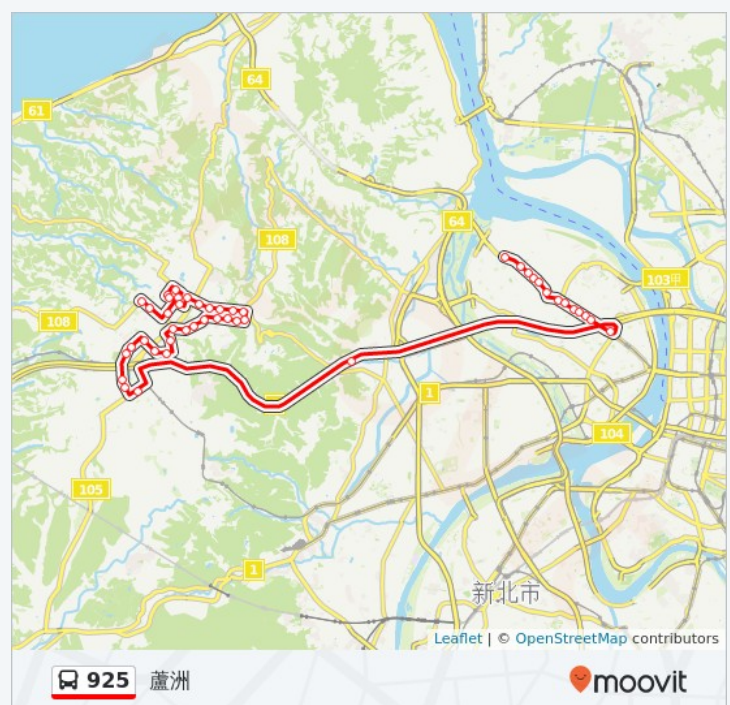 64
61
64
108
103甲
108
1
104
105
1
新北市
Leaflet | © OpenStreetMap contributors
925 蘆洲 moovit